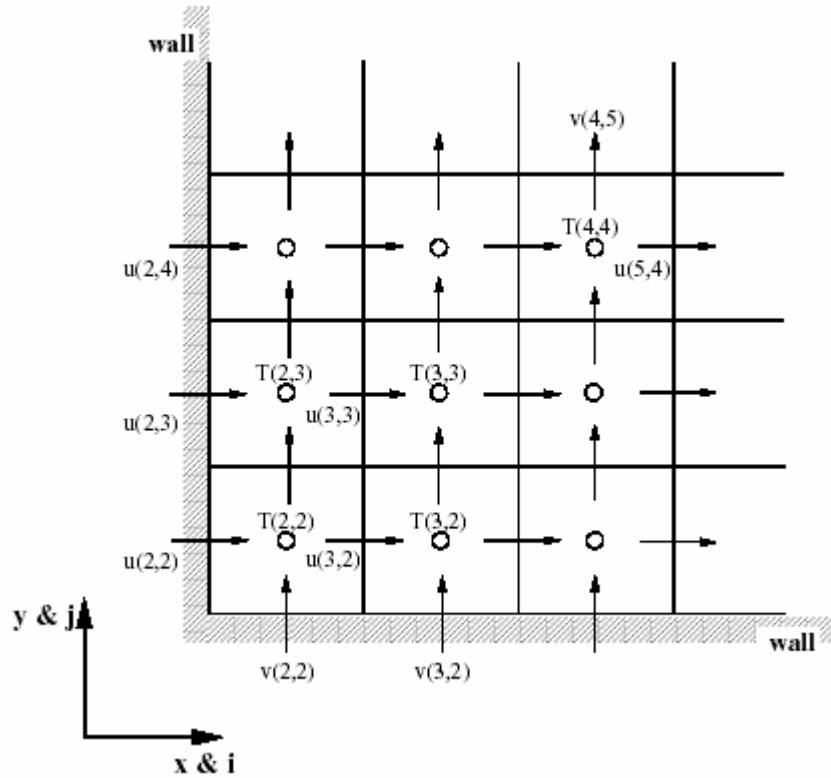 wall
v(4,5)
T(4,4)
u(2,4)
u(5,4)
T(2,3)
T(3,3)
u(2,3)
u(3,3)
T(2,2)
T(3,2)
u(2,2)
u(3,2)
y & j
wall
v(2,2)
v(3,2)
x & i